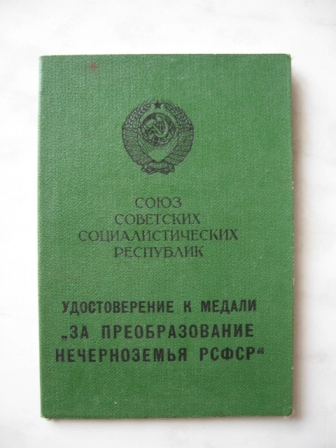 СОЮЗ
СОВЕТСКИХ
СОЦИАЛИСТИЧЕСКИХ
РЕСПУБЛИК
УДОСТОВЕРЕНИЕ К МЕДАЛИ
„ЗА ПРЕОБРАЗОВАНИЕ
НЕЧЕРНОЗЕМЬЯ РСФСР“